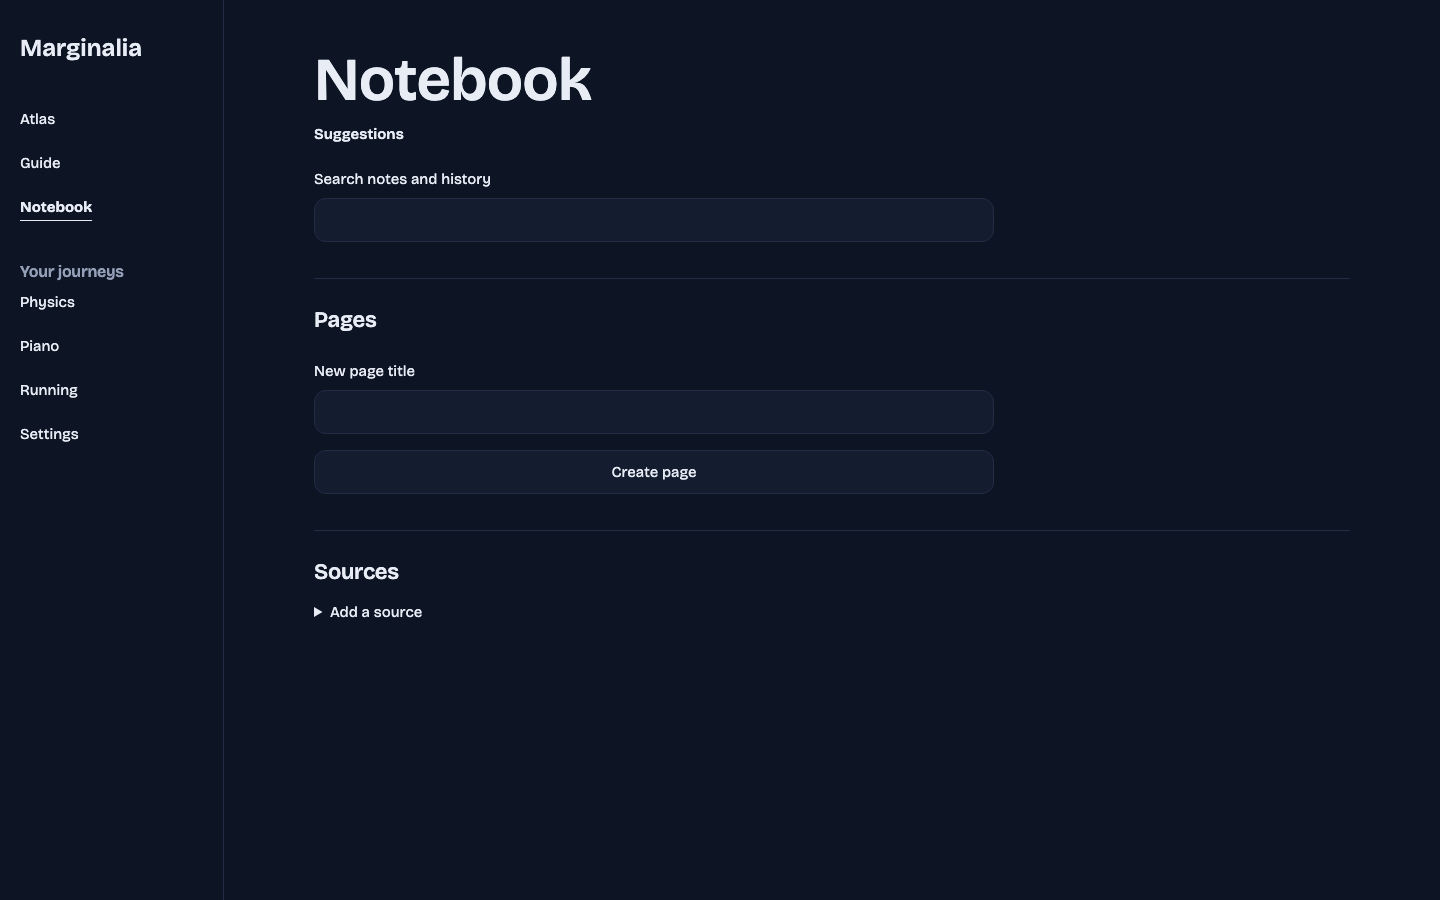 Marginalia
Atlas
Guide
Notebook
Your journeys
Physics
Piano
Running
Settings
Notebook
Suggestions
Search notes and history
Pages
New page title
Create page
Sources
Add a source